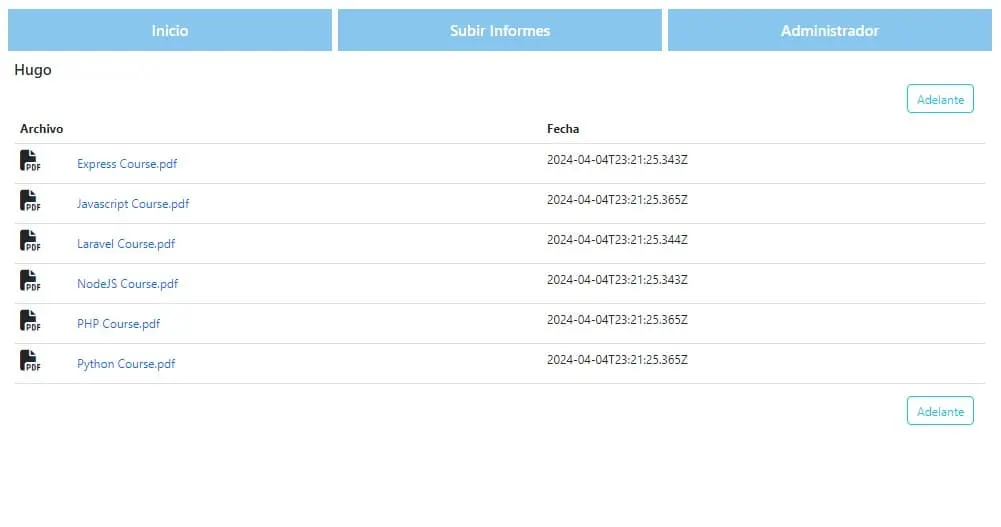 Inicio Subir Informes Administrador
Hugo
Adelante
Archivo Fecha
PDF Express Course.pdf 2024-04-04T23:21:25.343Z
PDF Javascript Course.pdf 2024-04-04T23:21:25.365Z
PDF Laravel Course.pdf 2024-04-04T23:21:25.344Z
PDF NodeJS Course.pdf 2024-04-04T23:21:25.343Z
PDF PHP Course.pdf 2024-04-04T23:21:25.365Z
PDF Python Course.pdf 2024-04-04T23:21:25.365Z
Adelante